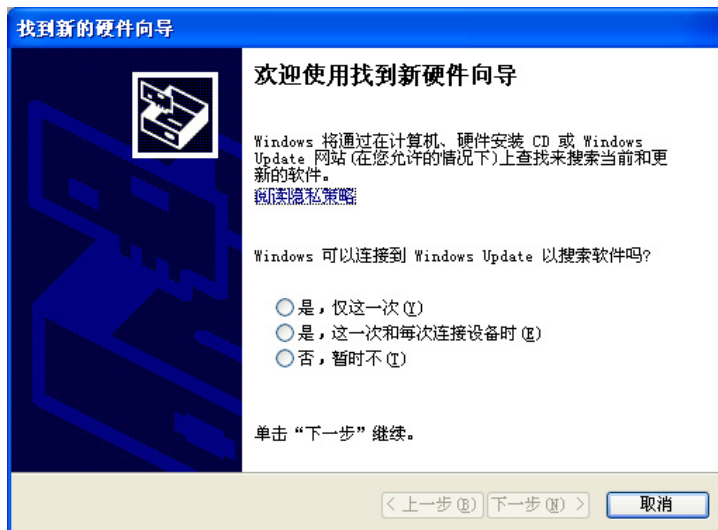 找到新的硬件向导
欢迎使用找到新硬件向导
Windows 将通过在计算机、硬件安装 CD 或 Windows
Update 网站(在您允许的情况下)上查找来搜索当前和更
新的软件。
阅读隐私策略
Windows 可以连接到 Windows Update 以搜索软件吗?
是，仅这一次(Y)
是，这一次和每次连接设备时(E)
否，暂时不(T)
单击“下一步”继续。
< 上一步(B) 下一步(N) > 取消